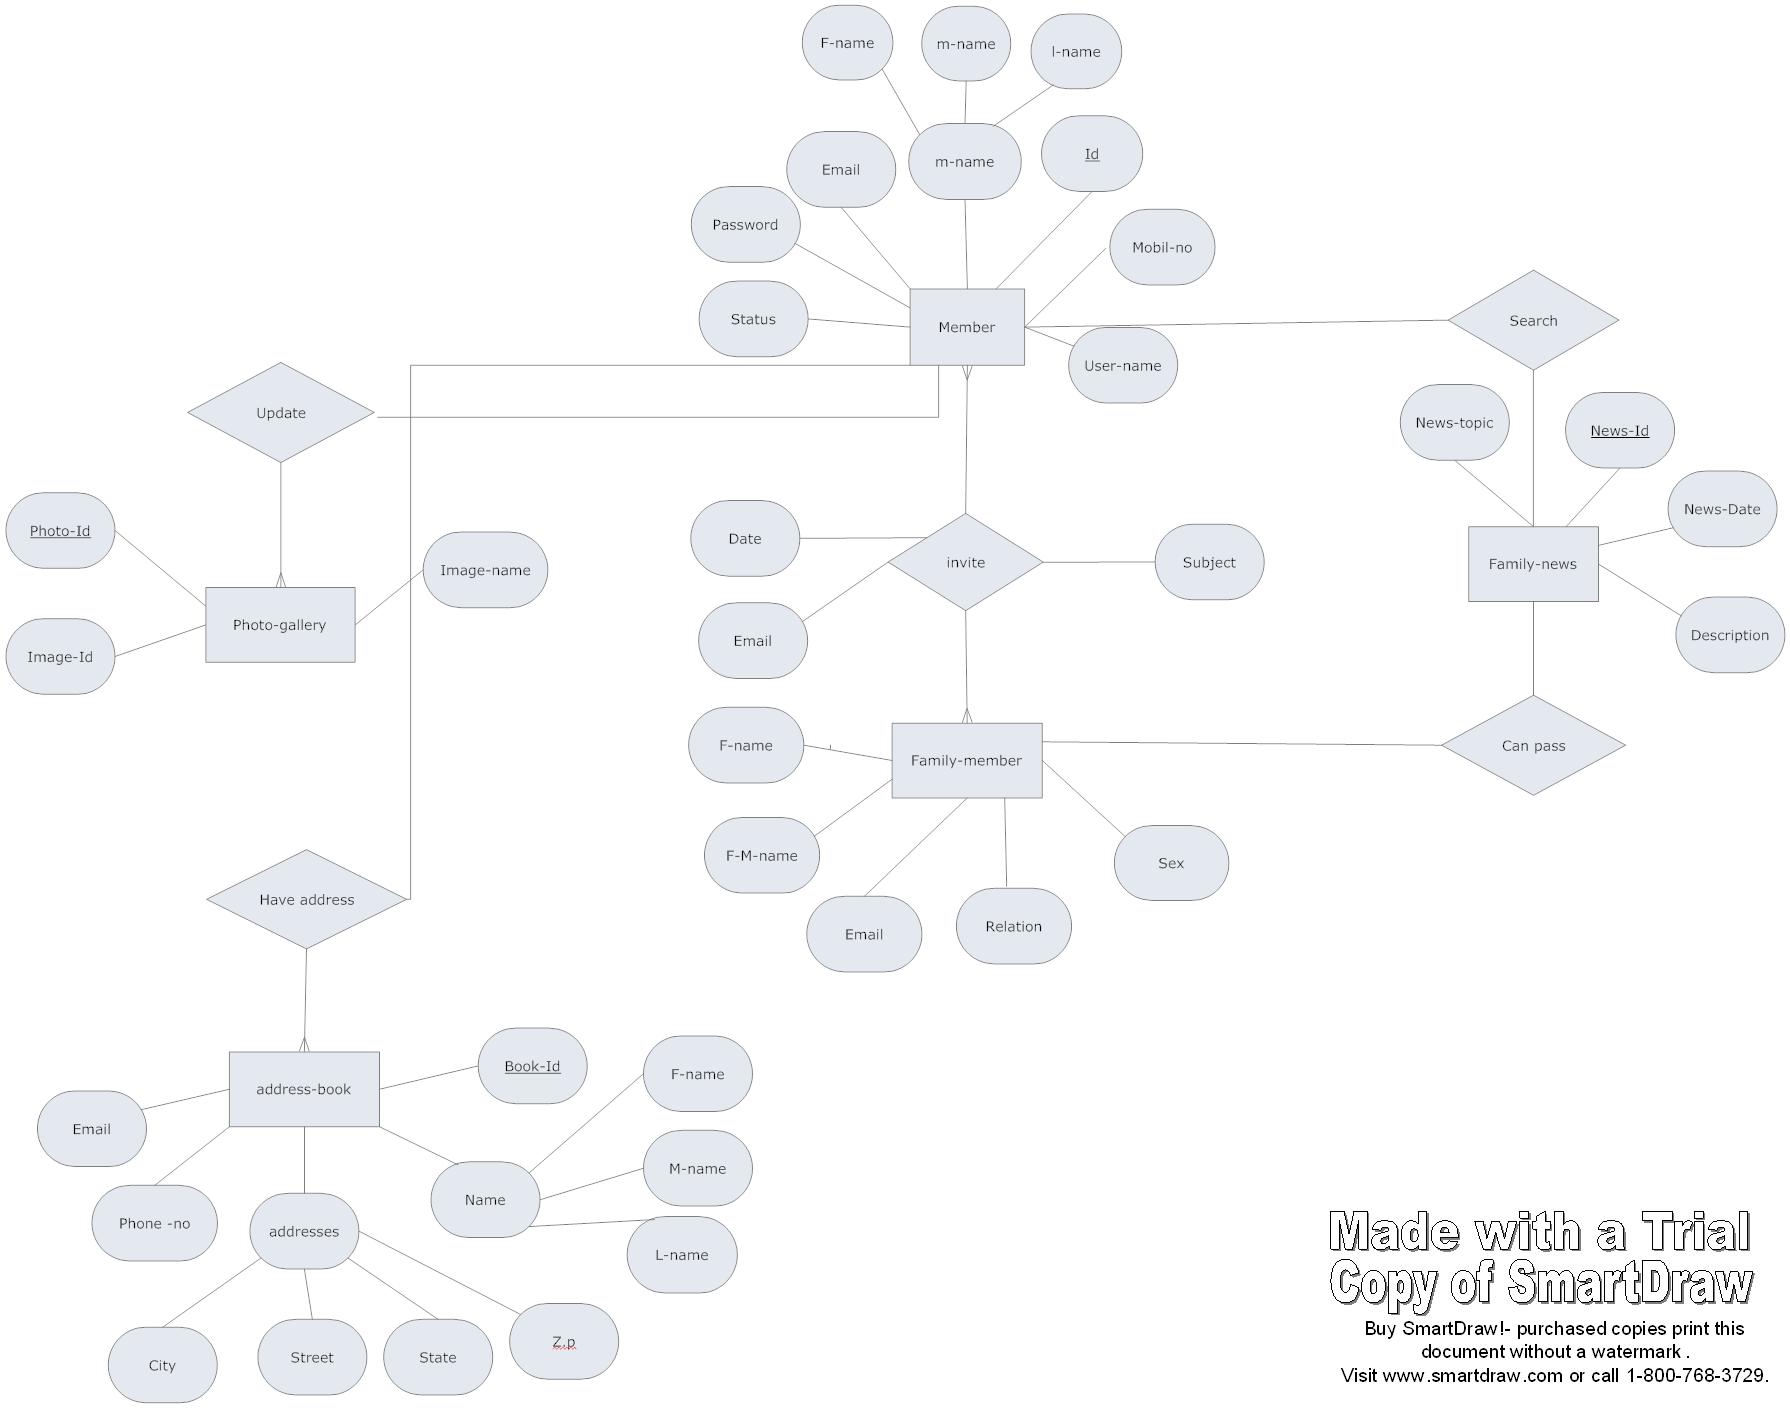 F-name
m-name
l-name
m-name
Id
Email
Password
Mobil-no
Status
Member
User-name
Search
Update
News-topic
News-Id
News-Date
Photo-Id
Image-name
Date
invite
Subject
Family-news
Photo-gallery
Image-Id
Email
Description
F-name
Family-member
Can pass
F-M-name
Sex
Email
Relation
Have address
address-book
Book-Id
F-name
Email
M-name
Name
Phone -no
addresses
L-name
City
Street
State
Z.p
Made with a Trial
Copy of SmartDraw
Buy SmartDraw!- purchased copies print this
document without a watermark .
Visit www.smartdraw.com or call 1-800-768-3729.